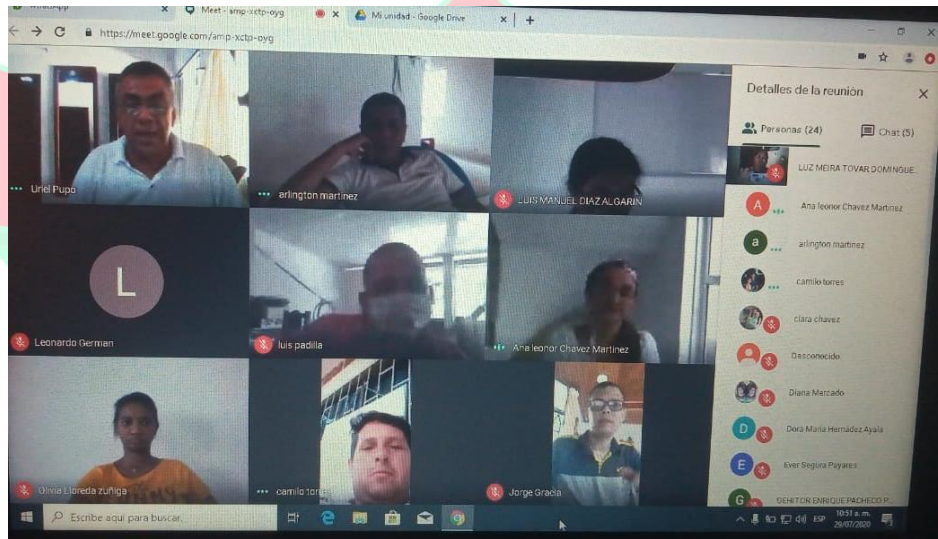 WhatsApp
Meet - amp-xctp-oyg
Mi unidad - Google Drive
https://meet.google.com/amp-xctp-oyg
Detalles de la reunión
Personas (24)
Chat (5)
LUZ MEIRA TOVAR DOMINGUE...
A
Ana leonor Chavez Martinez
a
arlington martinez
camilo torres
clara chavez
Desconocido
Diana Mercado
D
Dora Maria Hernádez Ayala
E
Ever Segura Payares
G
GEHITOR ENRIQUE PACHECO P...
Uriel Pupo
arlington martinez
LUIS MANUEL DIAZ ALGARIN
L
Leonardo German
luis padilla
Ana leonor Chavez Martinez
Olivia Lloreda zuñiga
camilo torres
Jorge Gracia
Escribe aquí para buscar.
ESP
10:51 a. m.
29/07/2020